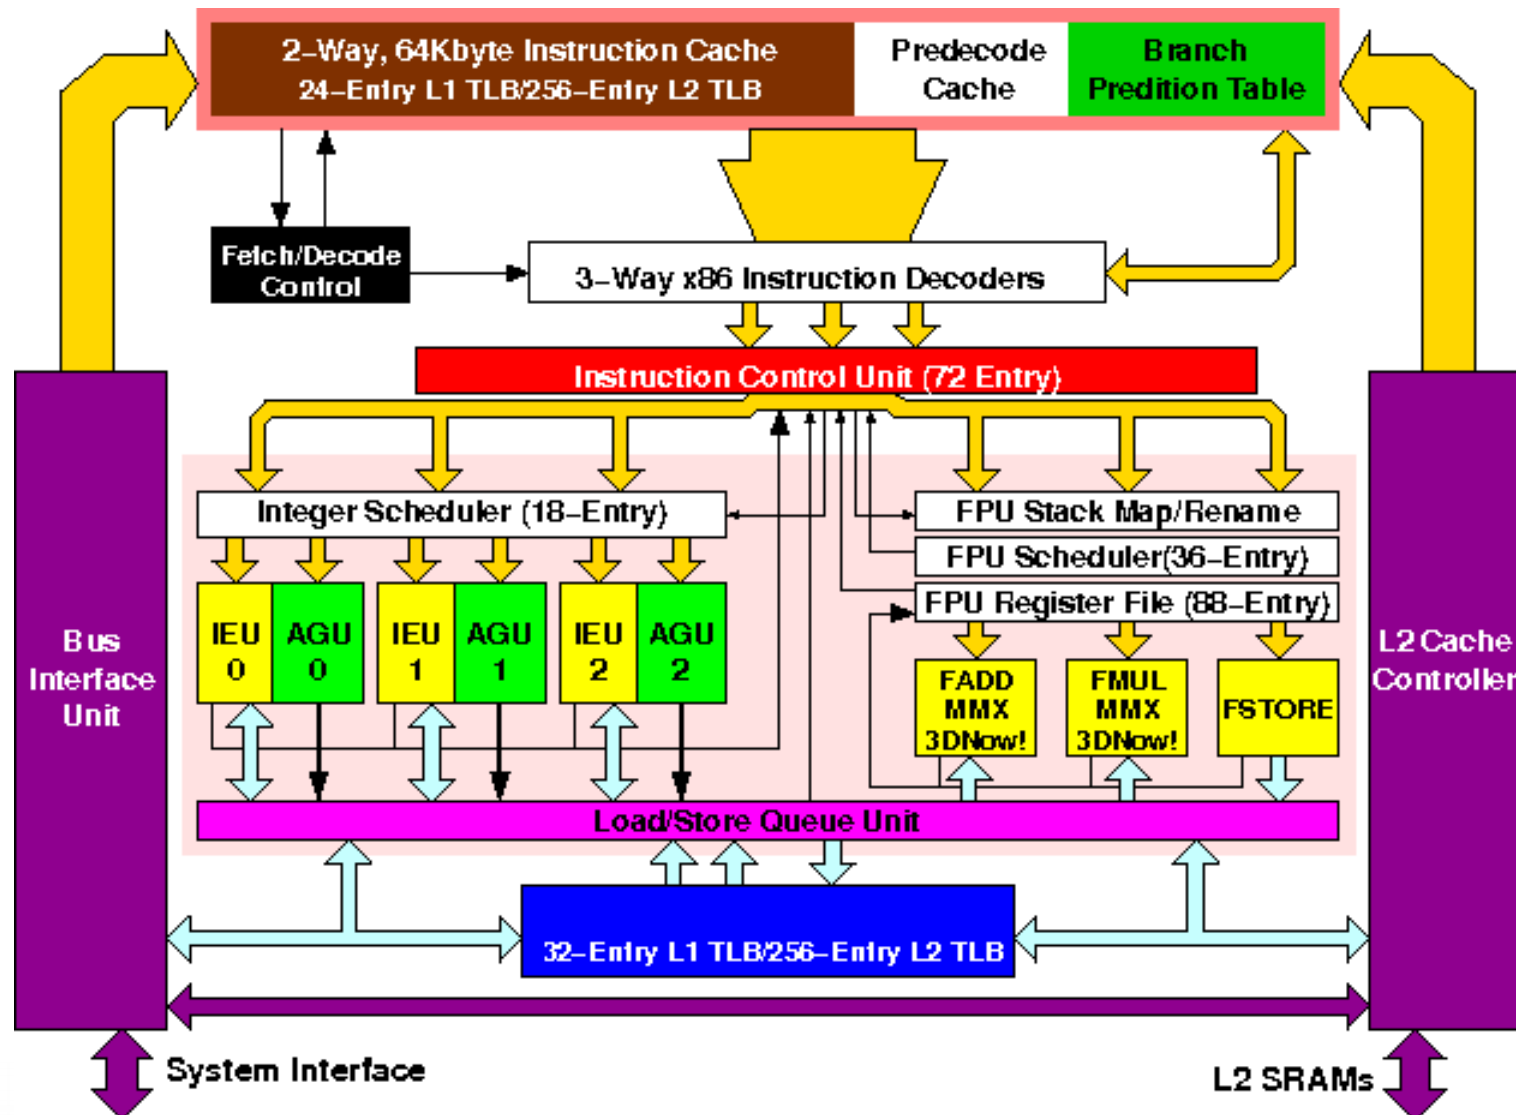 2-Way, 64Kbyte Instruction Cache
24-Entry L1 TLB/256-Entry L2 TLB
Predecode
Cache
Branch
Predition Table
Fetch/Decode
Control
3-Way x86 Instruction Decoders
Instruction Control Unit (72 Entry)
Integer Scheduler (18-Entry)
FPU Stack Map/Rename
FPU Scheduler(36-Entry)
FPU Register File (88-Entry)
Bus
Interface
Unit
IEU
0
AGU
0
IEU
1
AGU
1
IEU
2
AGU
2
FADD
MMX
3DNow!
FMUL
MMX
3DNow!
FSTORE
L2 Cache
Controller
Load/Store Queue Unit
32-Entry L1 TLB/256-Entry L2 TLB
System Interface
L2 SRAMs